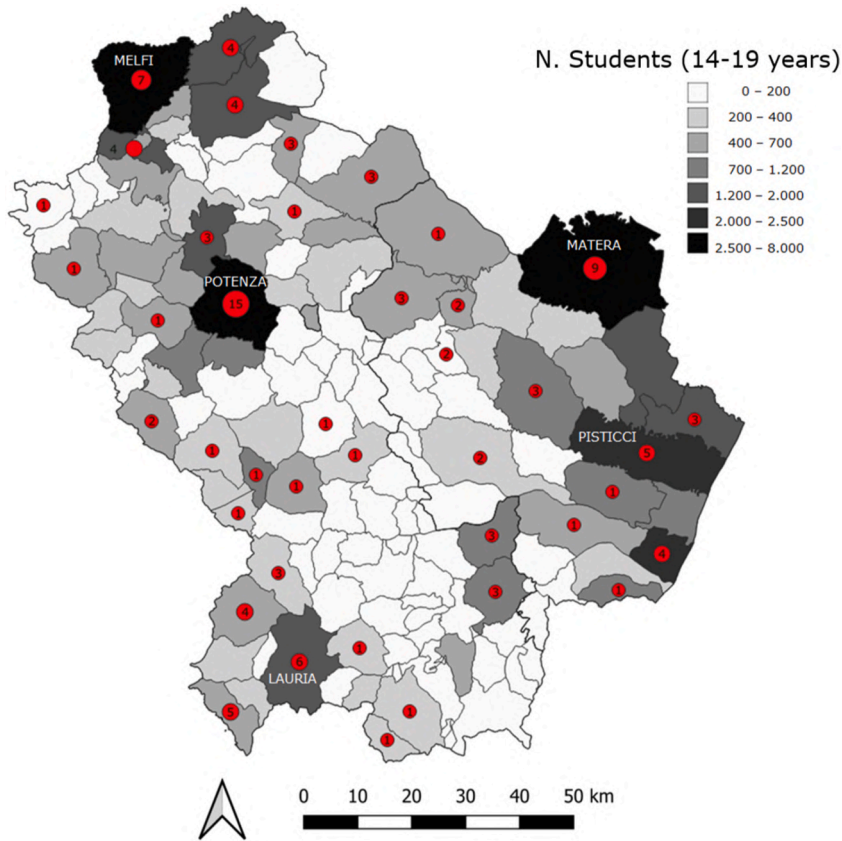 N. Students (14-19 years)
0 – 200
200 – 400
400 – 700
700 – 1.200
1.200 – 2.000
2.000 – 2.500
2.500 – 8.000
4
MELFI
7
4
4
3
3
1
1
1
3
MATERA
9
1
POTENZA
15
3
2
1
2
3
2
1
3
1
PISTICCI
5
1
2
1
1
1
1
1
3
4
3
3
1
4
1
6
LAURIA
5
1
1
0 10 20 30 40 50 km